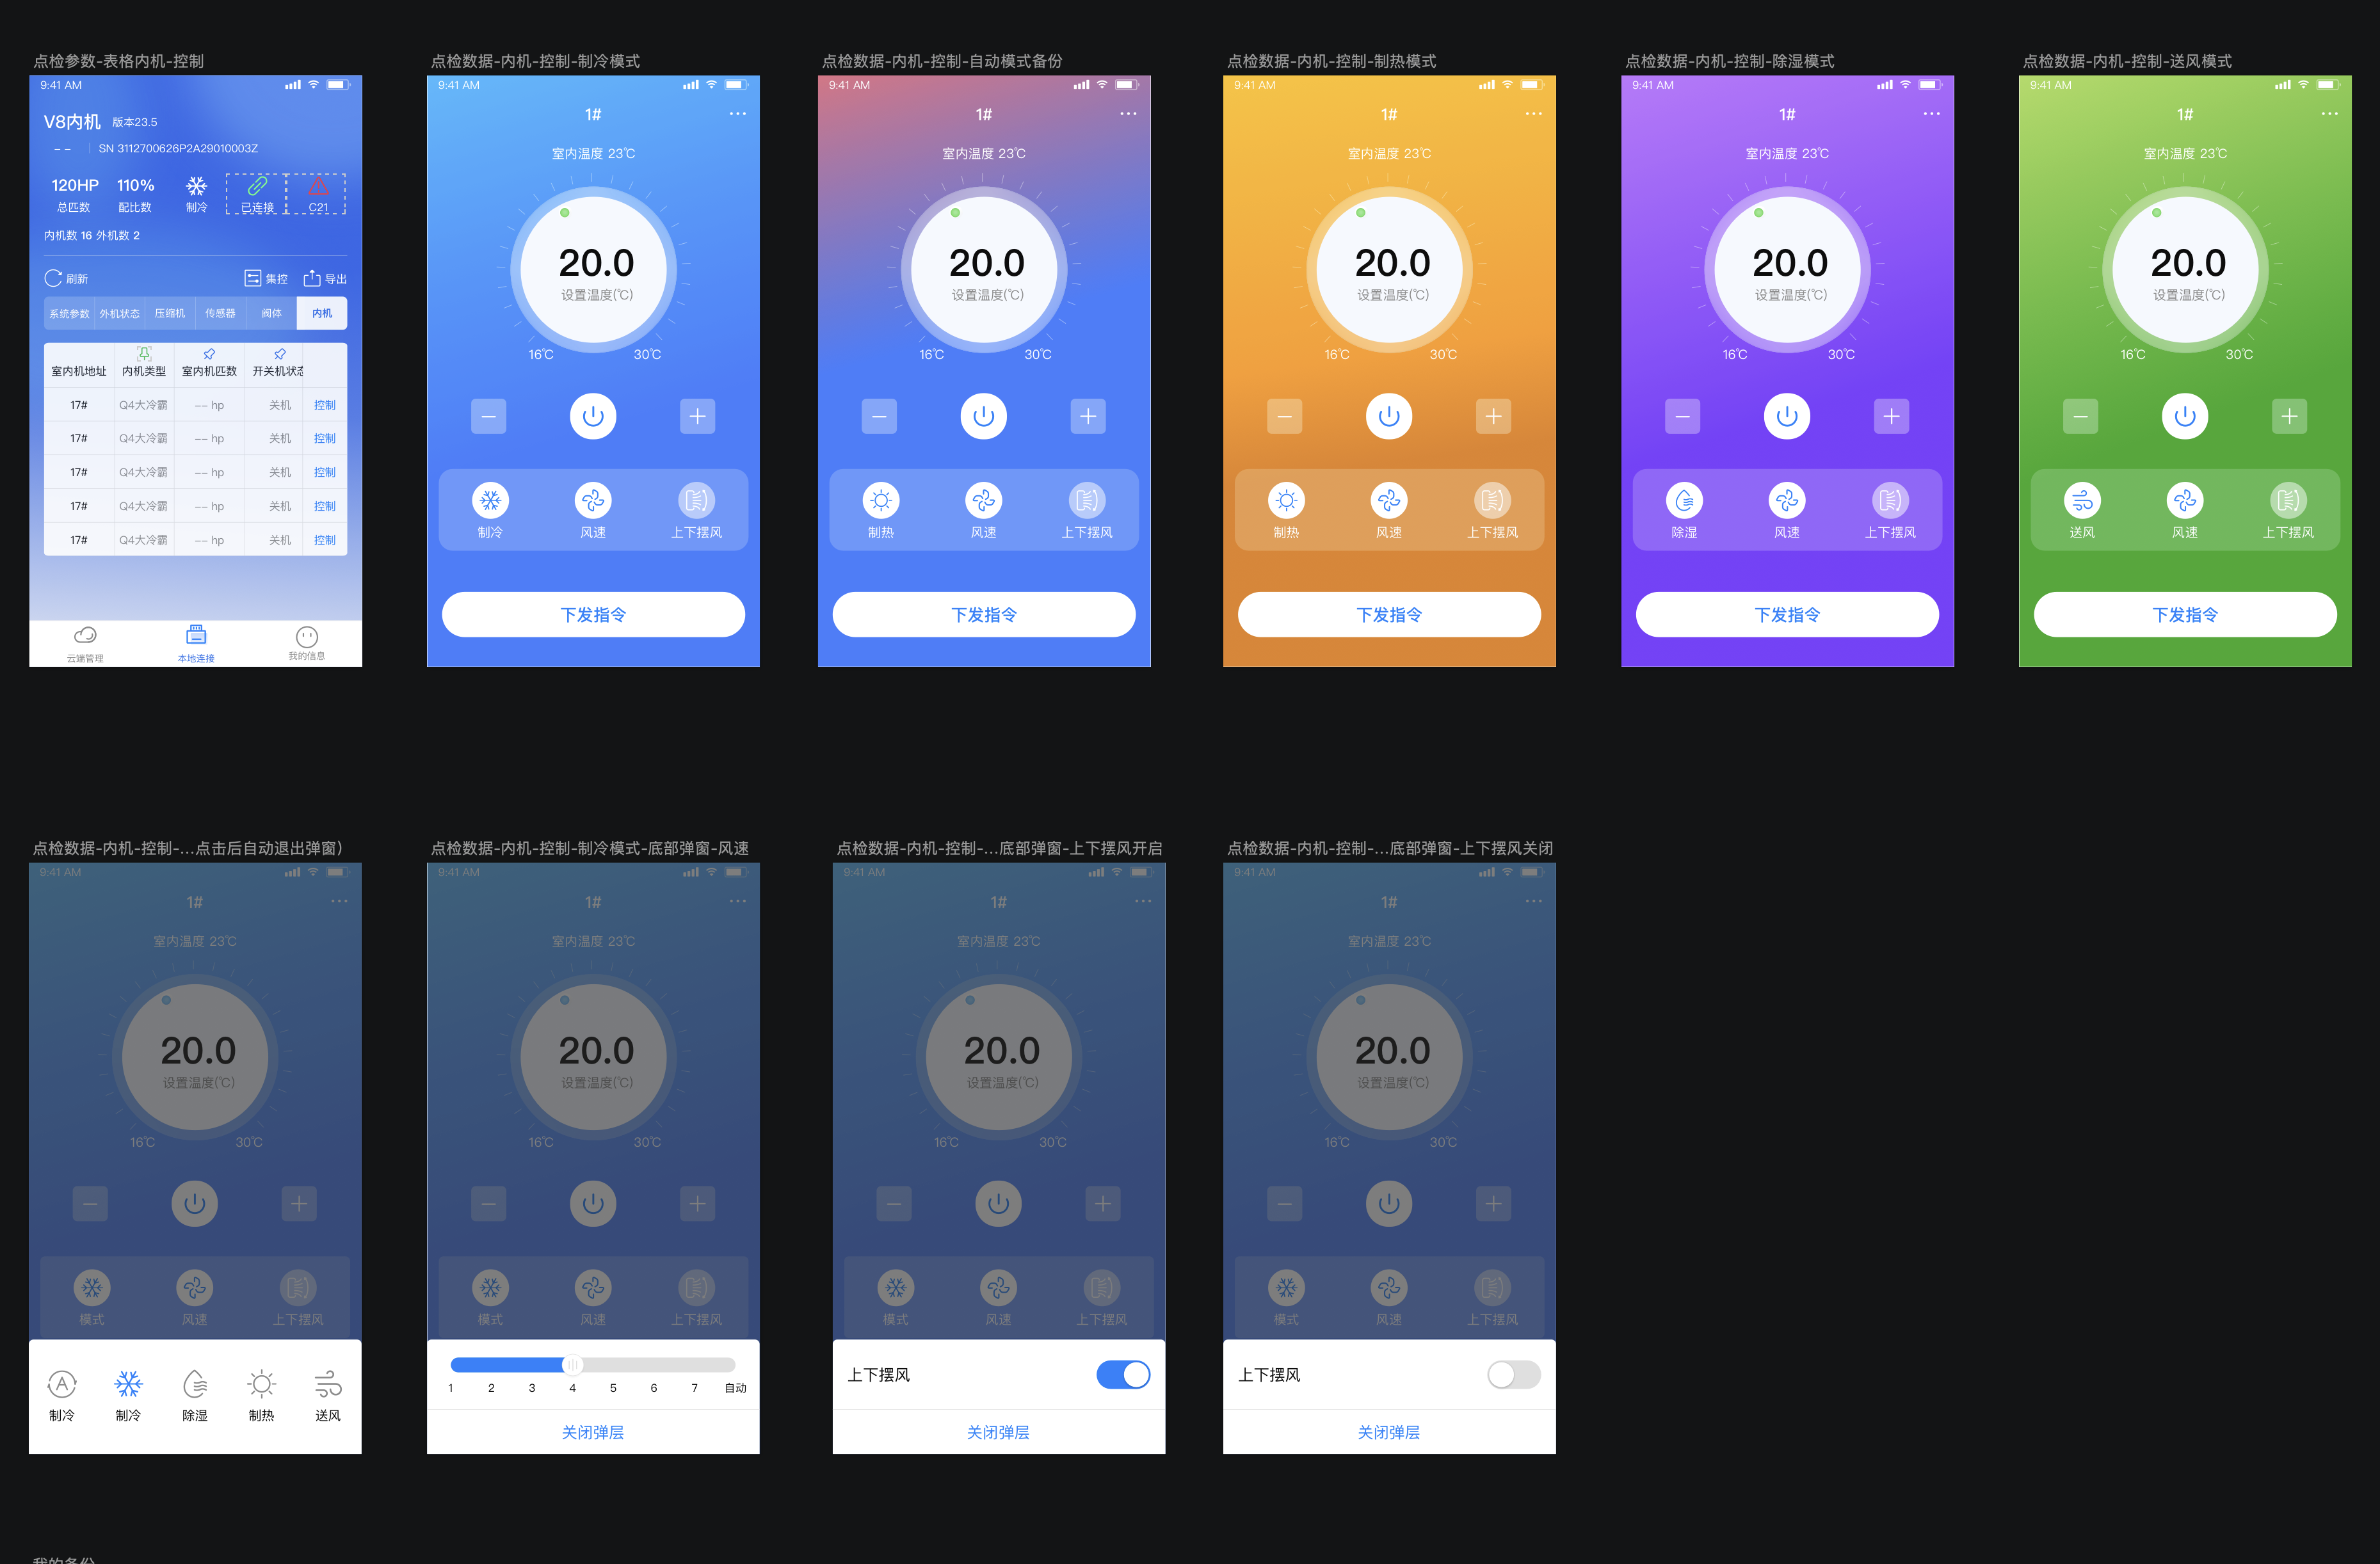 点检参数-表格内机-控制
9:41 AM
V8内机 版本23.5
-- SN 3112700626P2A29010003Z
120HP 110%
总匹数 配比数 制冷 已连接 C21
内机数 16 外机数 2
刷新 集控 导出
系统参数 外机状态 压缩机 传感器 阀体 内机
室内机地址 内机类型 室内机匹数 开关机状态
17# Q4大冷霸 -- hp 关机 控制
17# Q4大冷霸 -- hp 关机 控制
17# Q4大冷霸 -- hp 关机 控制
17# Q4大冷霸 -- hp 关机 控制
17# Q4大冷霸 -- hp 关机 控制
云端管理 本地连接 我的信息
点检数据-内机-控制-制冷模式
9:41 AM
1#
室内温度 23℃
20.0
设置温度(℃)
16℃ 30℃
制冷 风速 上下摆风
下发指令
点检数据-内机-控制-自动模式备份
9:41 AM
1#
室内温度 23℃
20.0
设置温度(℃)
16℃ 30℃
制热 风速 上下摆风
下发指令
点检数据-内机-控制-制热模式
9:41 AM
1#
室内温度 23℃
20.0
设置温度(℃)
16℃ 30℃
制热 风速 上下摆风
下发指令
点检数据-内机-控制-除湿模式
9:41 AM
1#
室内温度 23℃
20.0
设置温度(℃)
16℃ 30℃
除湿 风速 上下摆风
下发指令
点检数据-内机-控制-送风模式
9:41 AM
1#
室内温度 23℃
20.0
设置温度(℃)
16℃ 30℃
送风 风速 上下摆风
下发指令
点检数据-内机-控制-...点击后自动退出弹窗）
9:41 AM
1#
室内温度 23℃
20.0
设置温度(℃)
16℃ 30℃
模式 风速 上下摆风
制冷 制冷 除湿 制热 送风
点检数据-内机-控制-制冷模式-底部弹窗-风速
9:41 AM
1#
室内温度 23℃
20.0
设置温度(℃)
16℃ 30℃
模式 风速 上下摆风
1 2 3 4 5 6 7 自动
关闭弹层
点检数据-内机-控制-...底部弹窗-上下摆风开启
9:41 AM
1#
室内温度 23℃
20.0
设置温度(℃)
16℃ 30℃
模式 风速 上下摆风
上下摆风
关闭弹层
点检数据-内机-控制-...底部弹窗-上下摆风关闭
9:41 AM
1#
室内温度 23℃
20.0
设置温度(℃)
16℃ 30℃
模式 风速 上下摆风
上下摆风
关闭弹层
我的备份